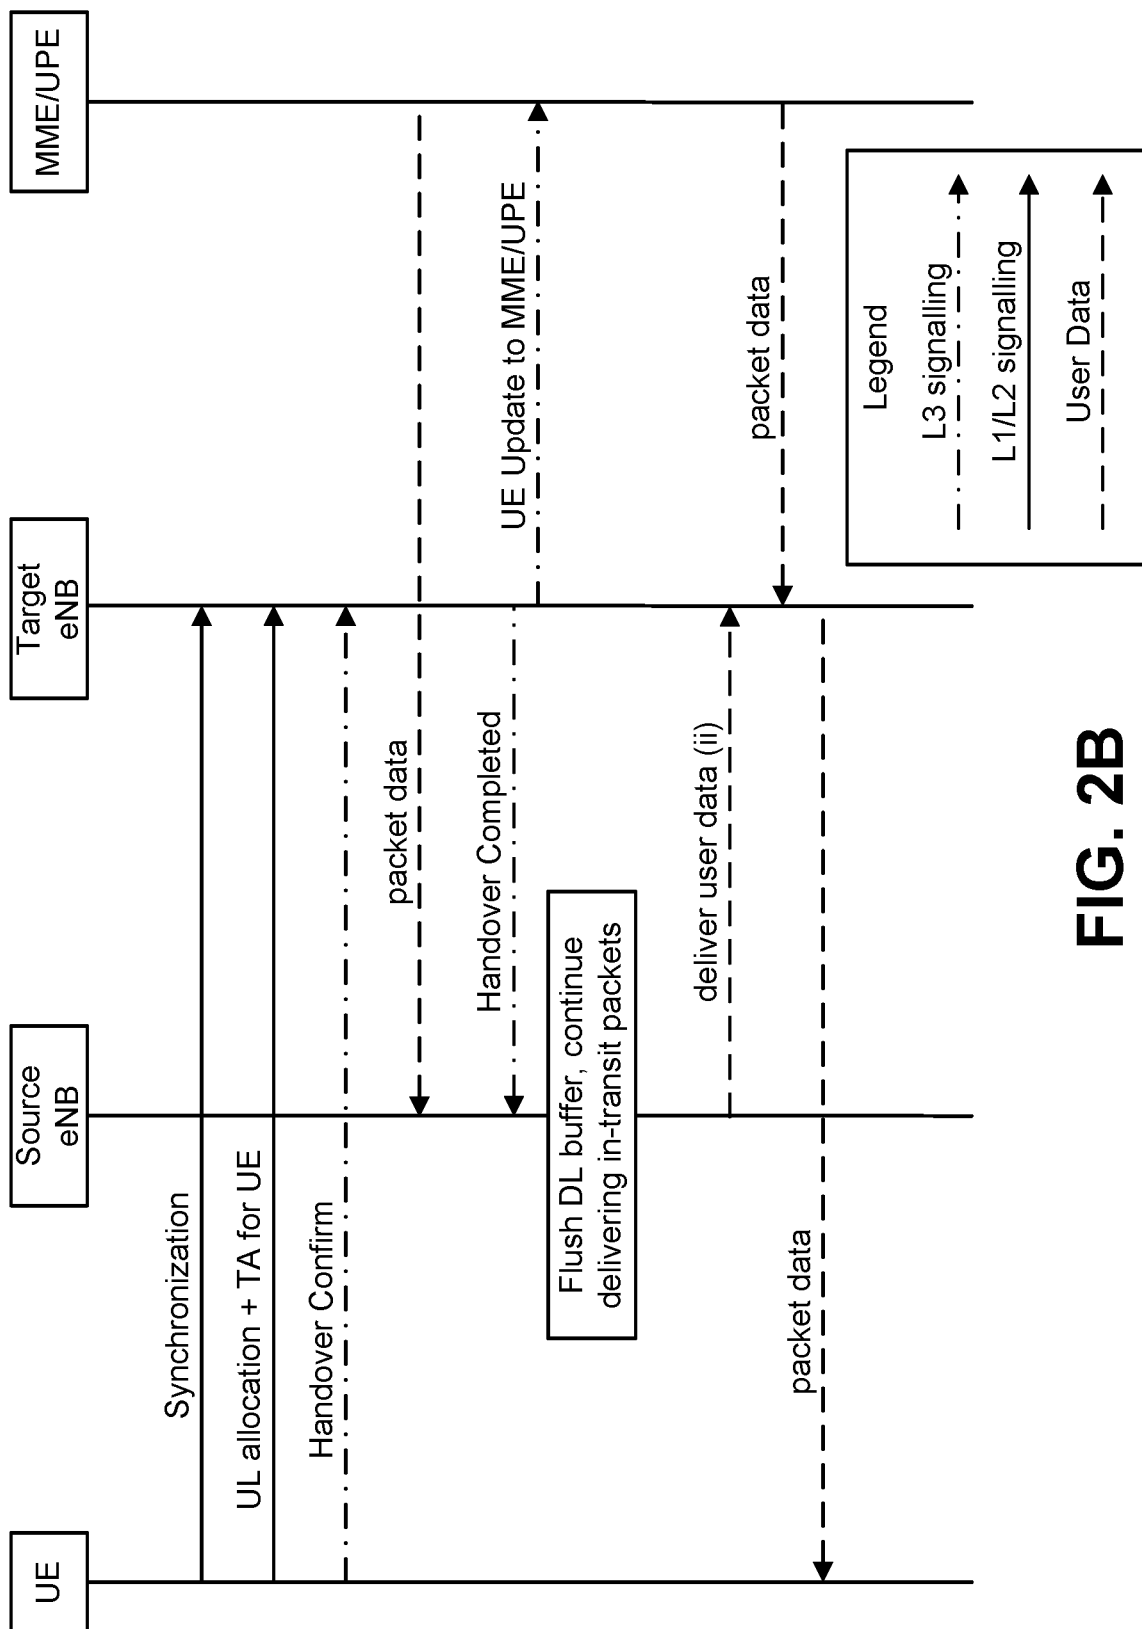 UE
Source
eNB
Target
eNB
MME/UPE
Synchronization
UL allocation + TA for UE
Handover Confirm
packet data
Handover Completed
UE Update to MME/UPE
Flush DL buffer, continue
delivering in-transit packets
deliver user data (ii)
packet data
packet data
Legend
L3 signalling
L1/L2 signalling
User Data
FIG. 2B